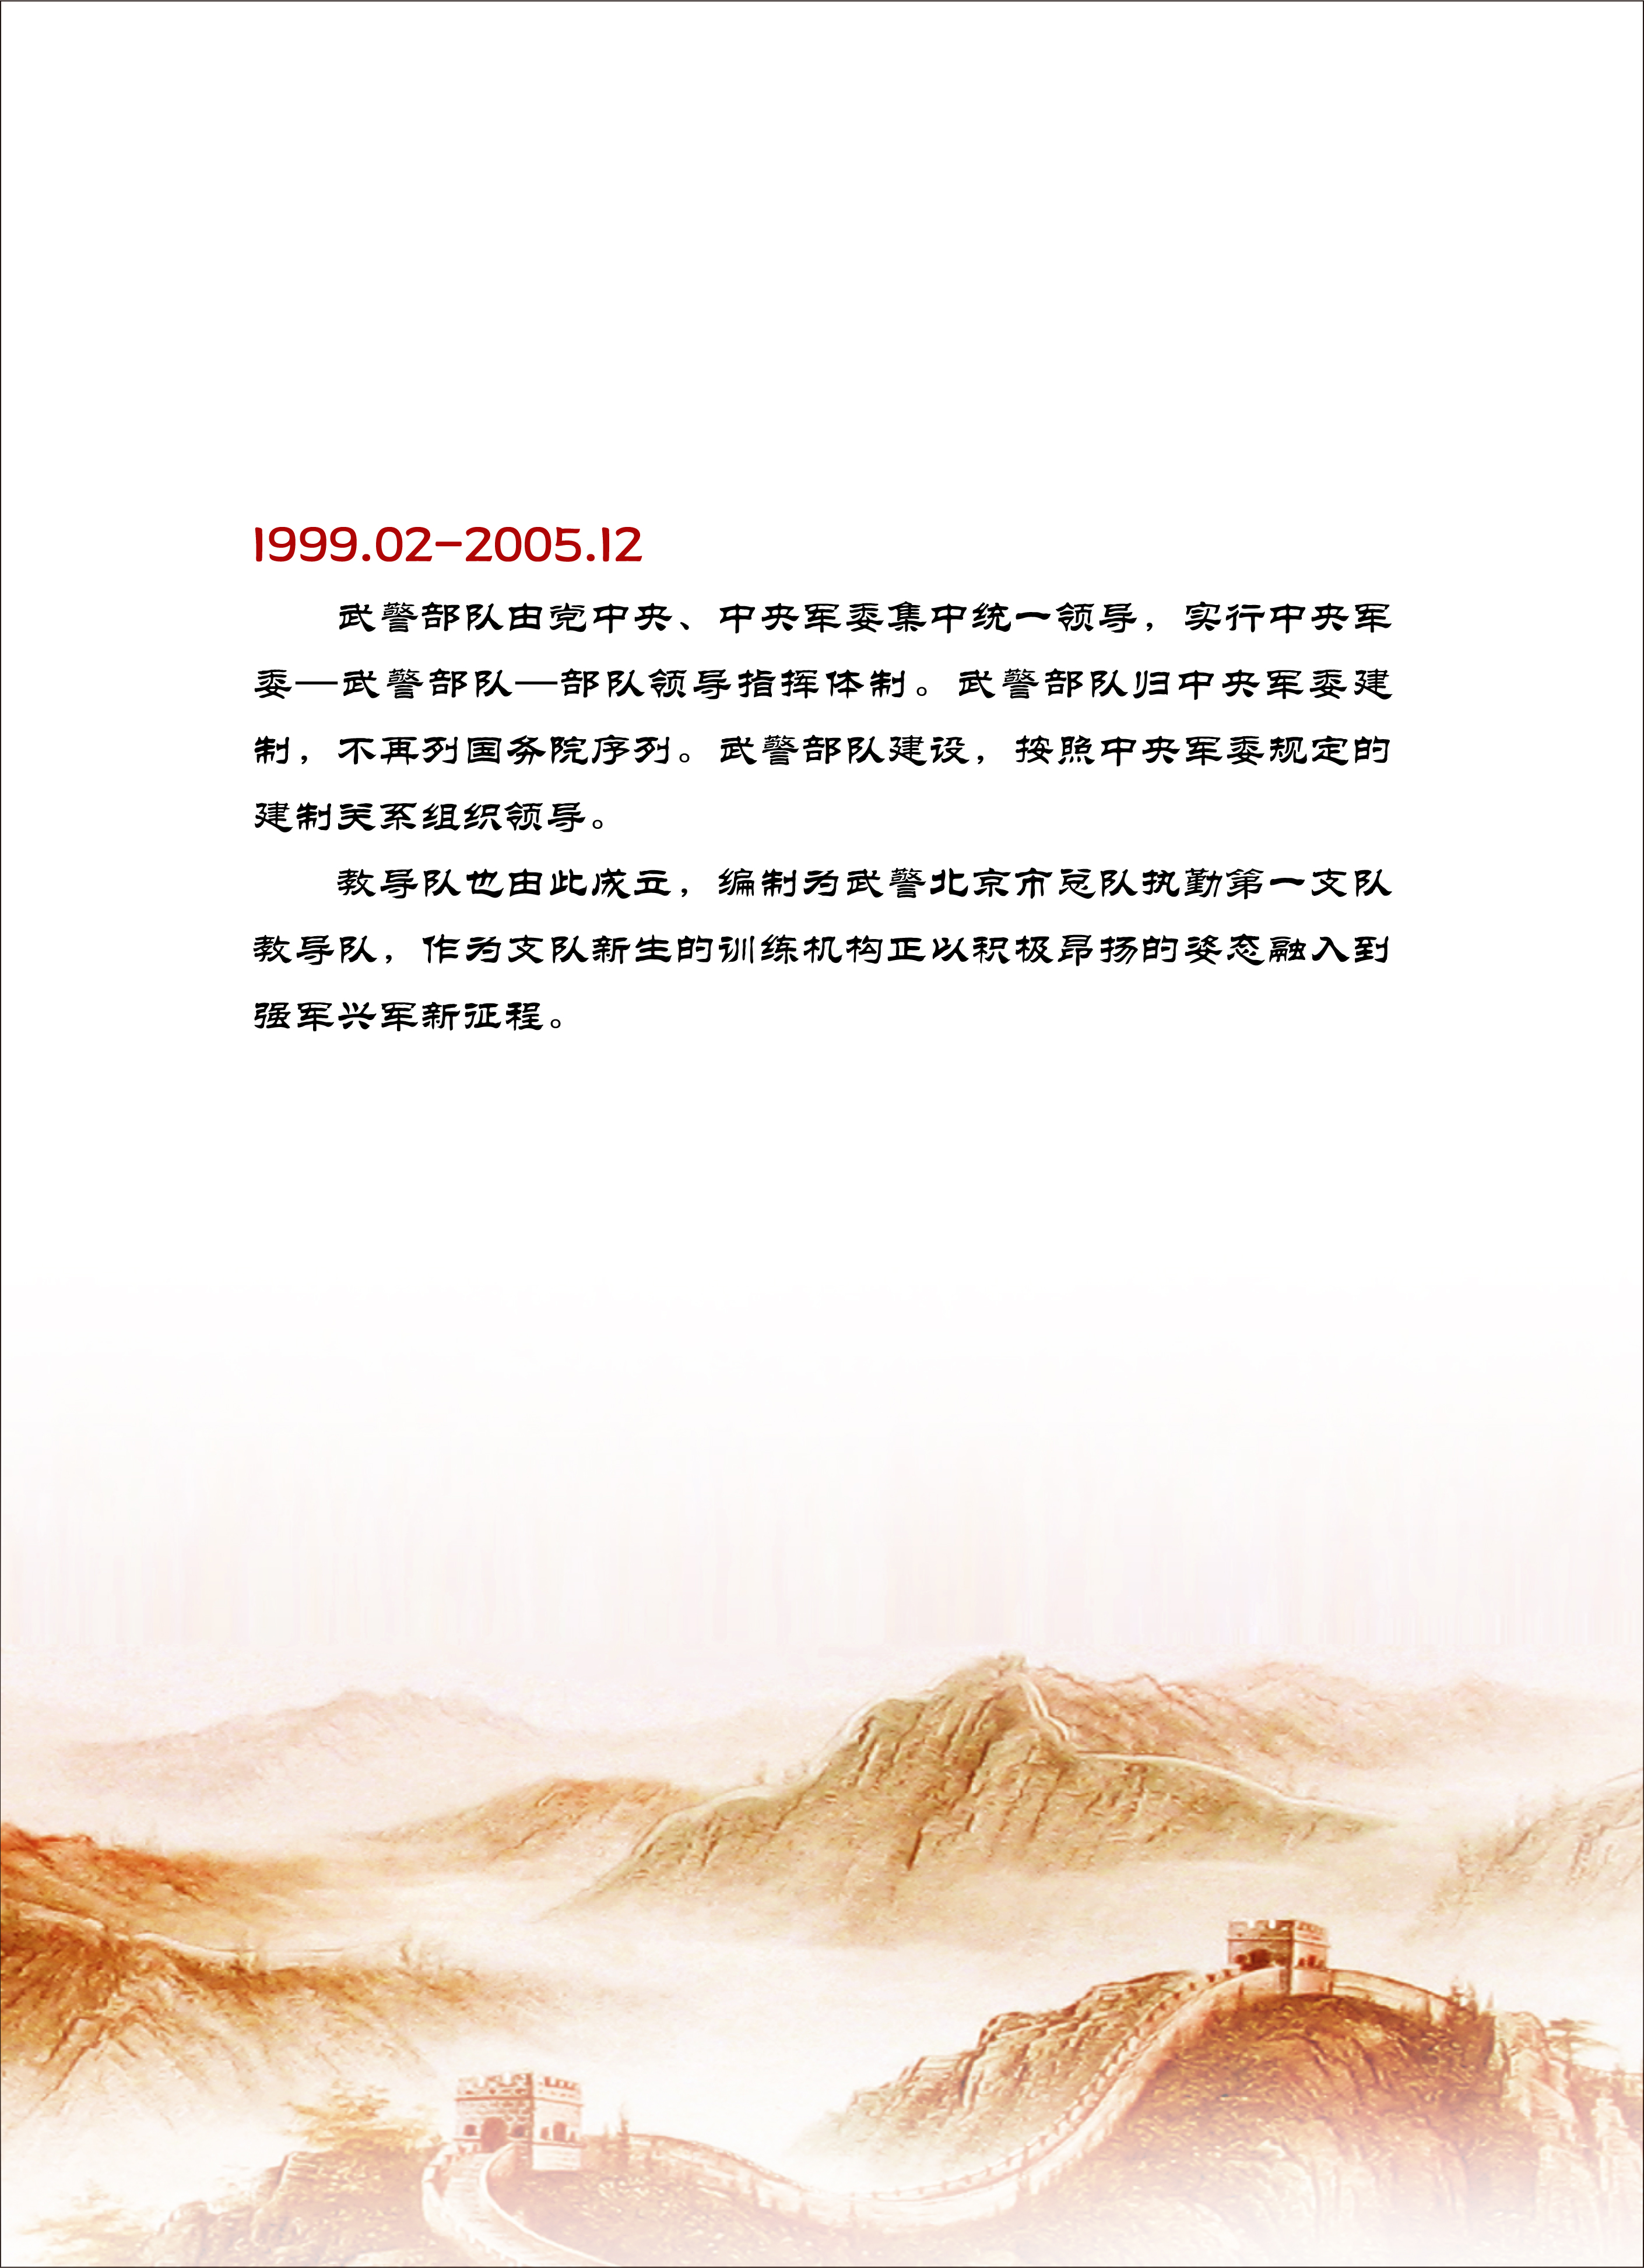 1999.02-2005.12
武警部队由党中央、中央军委集中统一领导，实行中央军
委—武警部队—部队领导指挥体制。武警部队归中央军委建
制，不再列国务院序列。武警部队建设，按照中央军委规定的
建制关系组织领导。
教导队也由此成立，编制为武警北京市总队执勤第一支队
教导队，作为支队新生的训练机构正以积极昂扬的姿态融入到
强军兴军新征程。